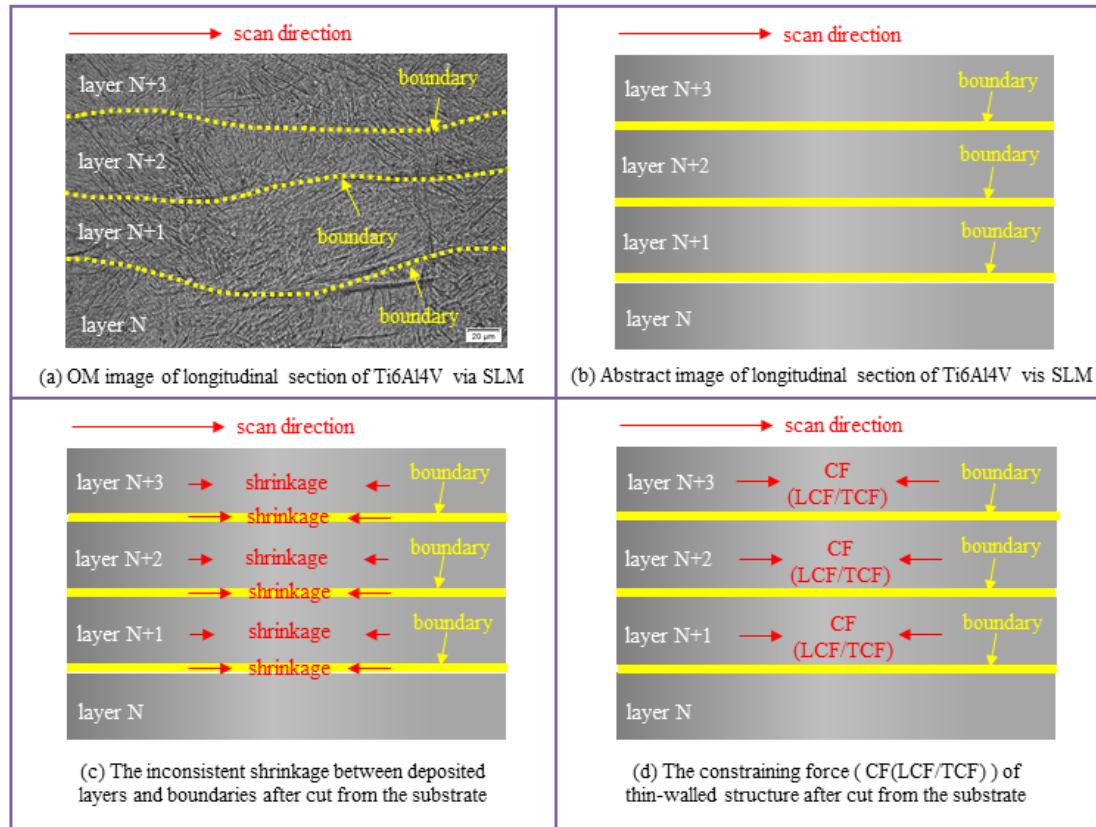 scan direction
layer N+3
boundary
layer N+2
layer N+1
boundary
boundary
layer N
20 μm
(a) OM image of longitudinal section of Ti6Al4V via SLM
scan direction
layer N+3
boundary
layer N+2
boundary
layer N+1
boundary
layer N
(b) Abstract image of longitudinal section of Ti6Al4V vis SLM
scan direction
layer N+3
shrinkage
boundary
shrinkage
layer N+2
shrinkage
boundary
shrinkage
layer N+1
shrinkage
boundary
shrinkage
layer N
(c) The inconsistent shrinkage between deposited
layers and boundaries after cut from the substrate
scan direction
layer N+3
CF
(LCF/TCF)
boundary
layer N+2
CF
(LCF/TCF)
boundary
layer N+1
CF
(LCF/TCF)
boundary
layer N
(d) The constraining force ( CF(LCF/TCF) ) of
thin-walled structure after cut from the substrate